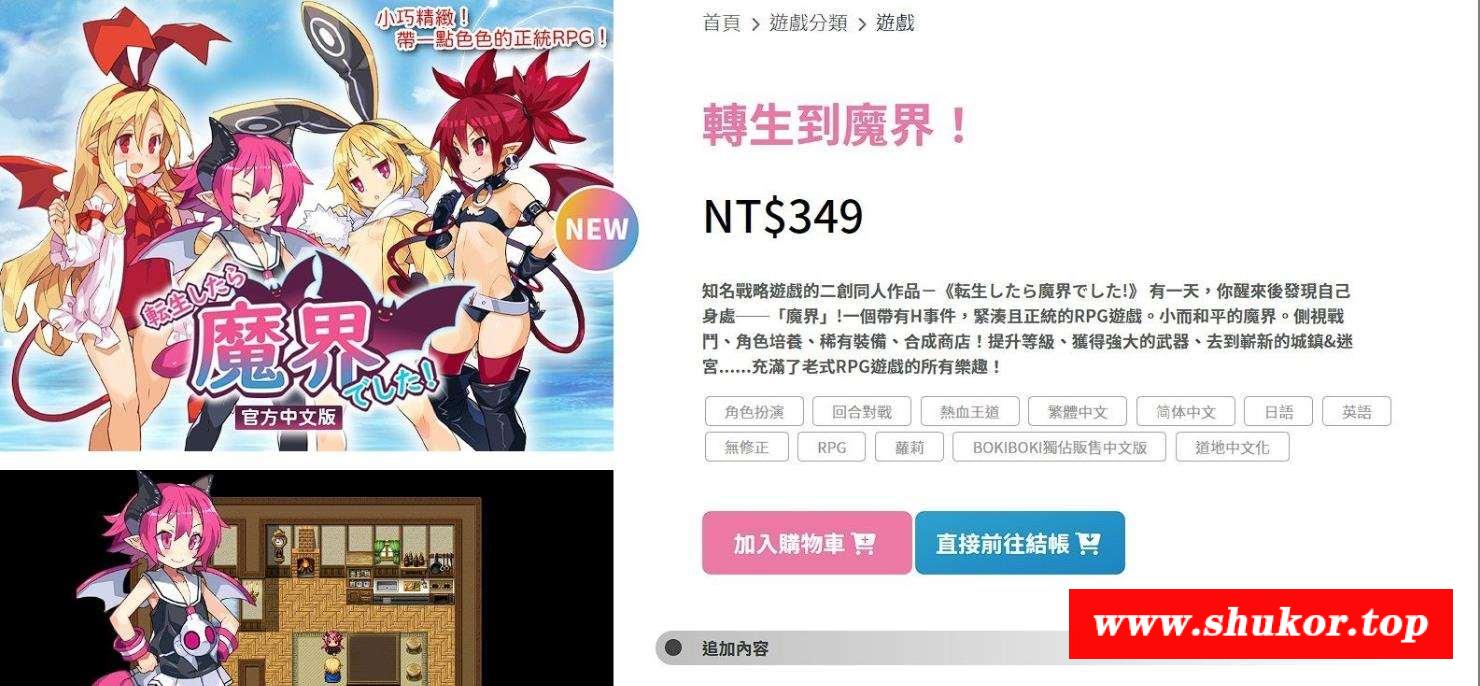 小巧精緻！
帶一點色色的正統RPG！
NEW
転生したら
魔界
でした!
官方中文版
首頁 > 遊戲分類 > 遊戲
轉生到魔界！
NT$349
知名戰略遊戲的二創同人作品－《転生したら魔界でした!》 有一天，你醒來後發現自己
身處──「魔界」!一個帶有H事件，緊湊且正統的RPG遊戲。小而和平的魔界。側視戰
鬥、角色培養、稀有裝備、合成商店！提升等級、獲得強大的武器、去到嶄新的城鎮&迷
宮......充滿了老式RPG遊戲的所有樂趣！
角色扮演 回合對戰 熱血王道 繁體中文 简体中文 日語 英語
無修正 RPG 蘿莉 BOKIBOKI獨佔販售中文版 道地中文化
加入購物車 直接前往結帳
追加內容
www.shukor.top